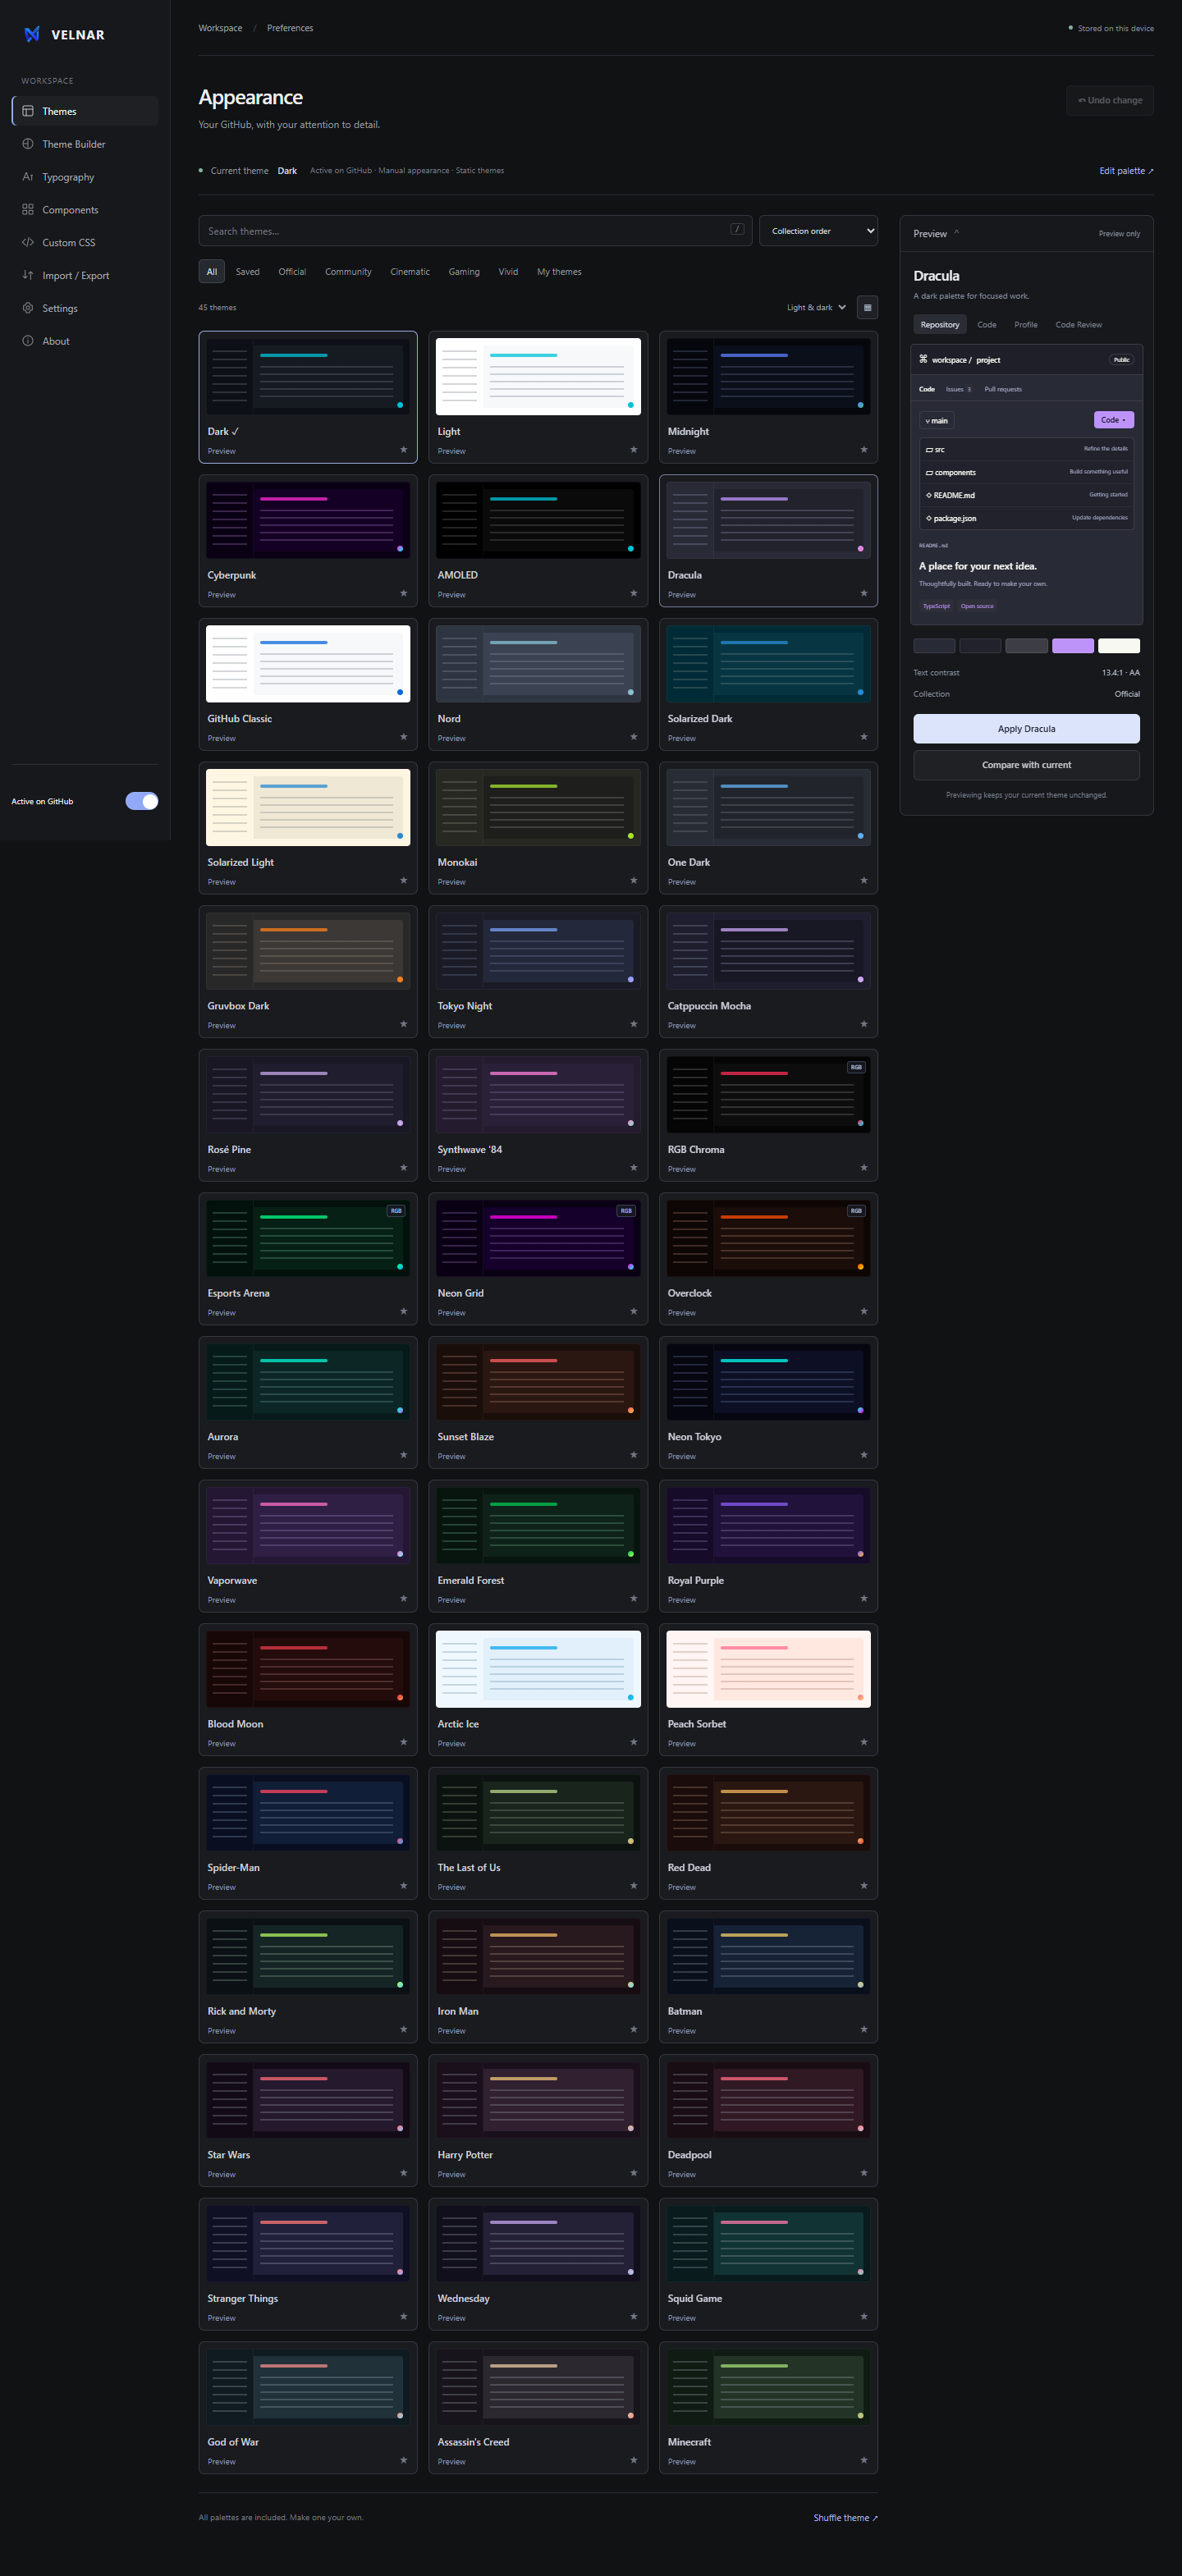 VELNAR
WORKSPACE
Themes
Theme Builder
Typography
Components
Custom CSS
Import / Export
Settings
About
Active on GitHub
Workspace / Preferences
Stored on this device
Appearance
Your GitHub, with your attention to detail.
Undo change
Current theme Dark Active on GitHub · Manual appearance · Static themes
Edit palette ↗
Search themes... /
Collection order
All Saved Official Community Cinematic Gaming Vivid My themes
45 themes
Light & dark
Dark ✓
Preview
Light
Preview
Midnight
Preview
Cyberpunk
Preview
AMOLED
Preview
Dracula
Preview
GitHub Classic
Preview
Nord
Preview
Solarized Dark
Preview
Solarized Light
Preview
Monokai
Preview
One Dark
Preview
Gruvbox Dark
Preview
Tokyo Night
Preview
Catppuccin Mocha
Preview
Rosé Pine
Preview
Synthwave '84
Preview
RGB
RGB Chroma
Preview
RGB
Esports Arena
Preview
RGB
Neon Grid
Preview
RGB
Overclock
Preview
Aurora
Preview
Sunset Blaze
Preview
Neon Tokyo
Preview
Vaporwave
Preview
Emerald Forest
Preview
Royal Purple
Preview
Blood Moon
Preview
Arctic Ice
Preview
Peach Sorbet
Preview
Spider-Man
Preview
The Last of Us
Preview
Red Dead
Preview
Rick and Morty
Preview
Iron Man
Preview
Batman
Preview
Star Wars
Preview
Harry Potter
Preview
Deadpool
Preview
Stranger Things
Preview
Wednesday
Preview
Squid Game
Preview
God of War
Preview
Assassin's Creed
Preview
Minecraft
Preview
All palettes are included. Make one your own.
Shuffle theme ↗
Preview
Preview only
Dracula
A dark palette for focused work.
Repository Code Profile Code Review
workspace / project
Public
Code Issues 3 Pull requests
main
Code
src Refine the details
components Build something useful
README.md Getting started
package.json Update dependencies
README.md
A place for your next idea.
Thoughtfully built. Ready to make your own.
TypeScript Open source
Text contrast 13.4:1 · AA
Collection Official
Apply Dracula
Compare with current
Previewing keeps your current theme unchanged.